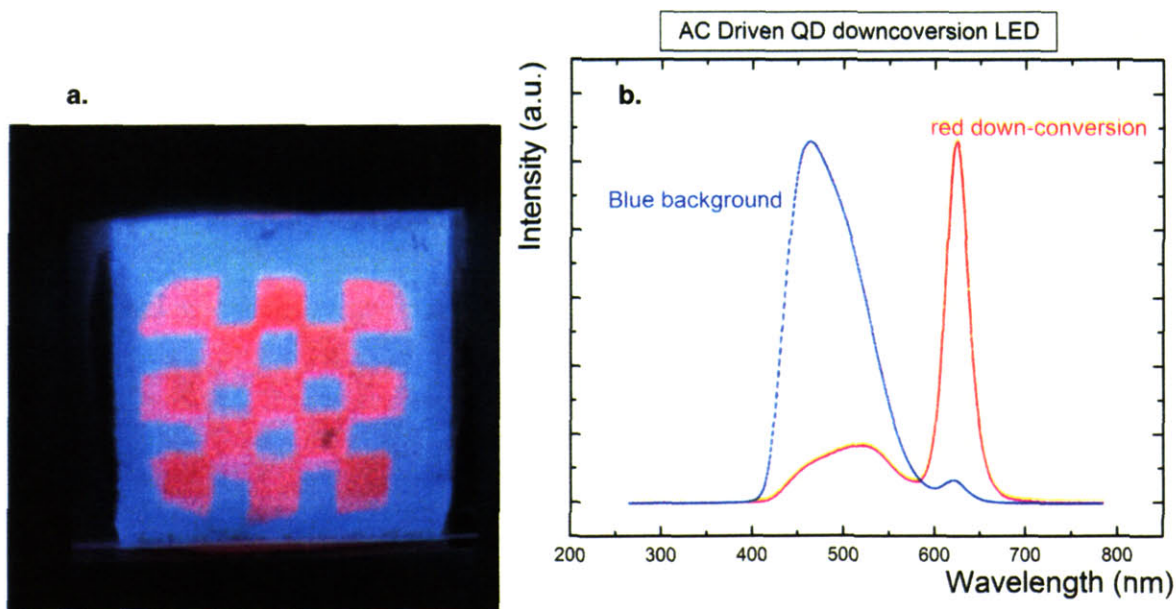 AC Driven QD downcoversion LED
a.
b.
Intensity (a.u.)
red down-conversion
Blue background
200 300 400 500 600 700 800
Wavelength (nm)